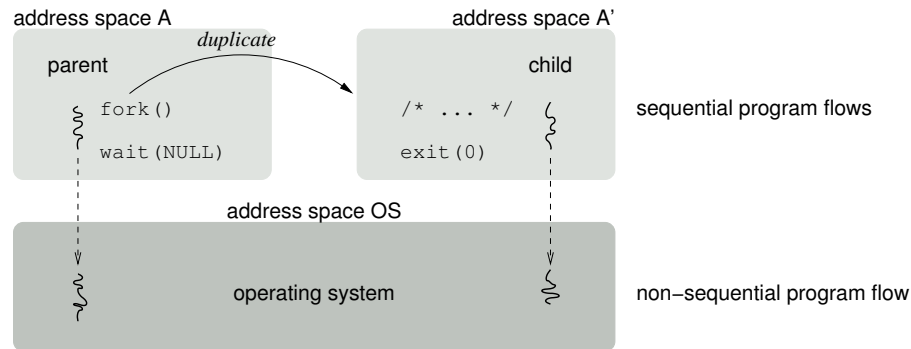 address space A
address space A'
duplicate
parent
child
fork()
/* ... */
sequential program flows
wait(NULL)
exit(0)
address space OS
operating system
non−sequential program flow